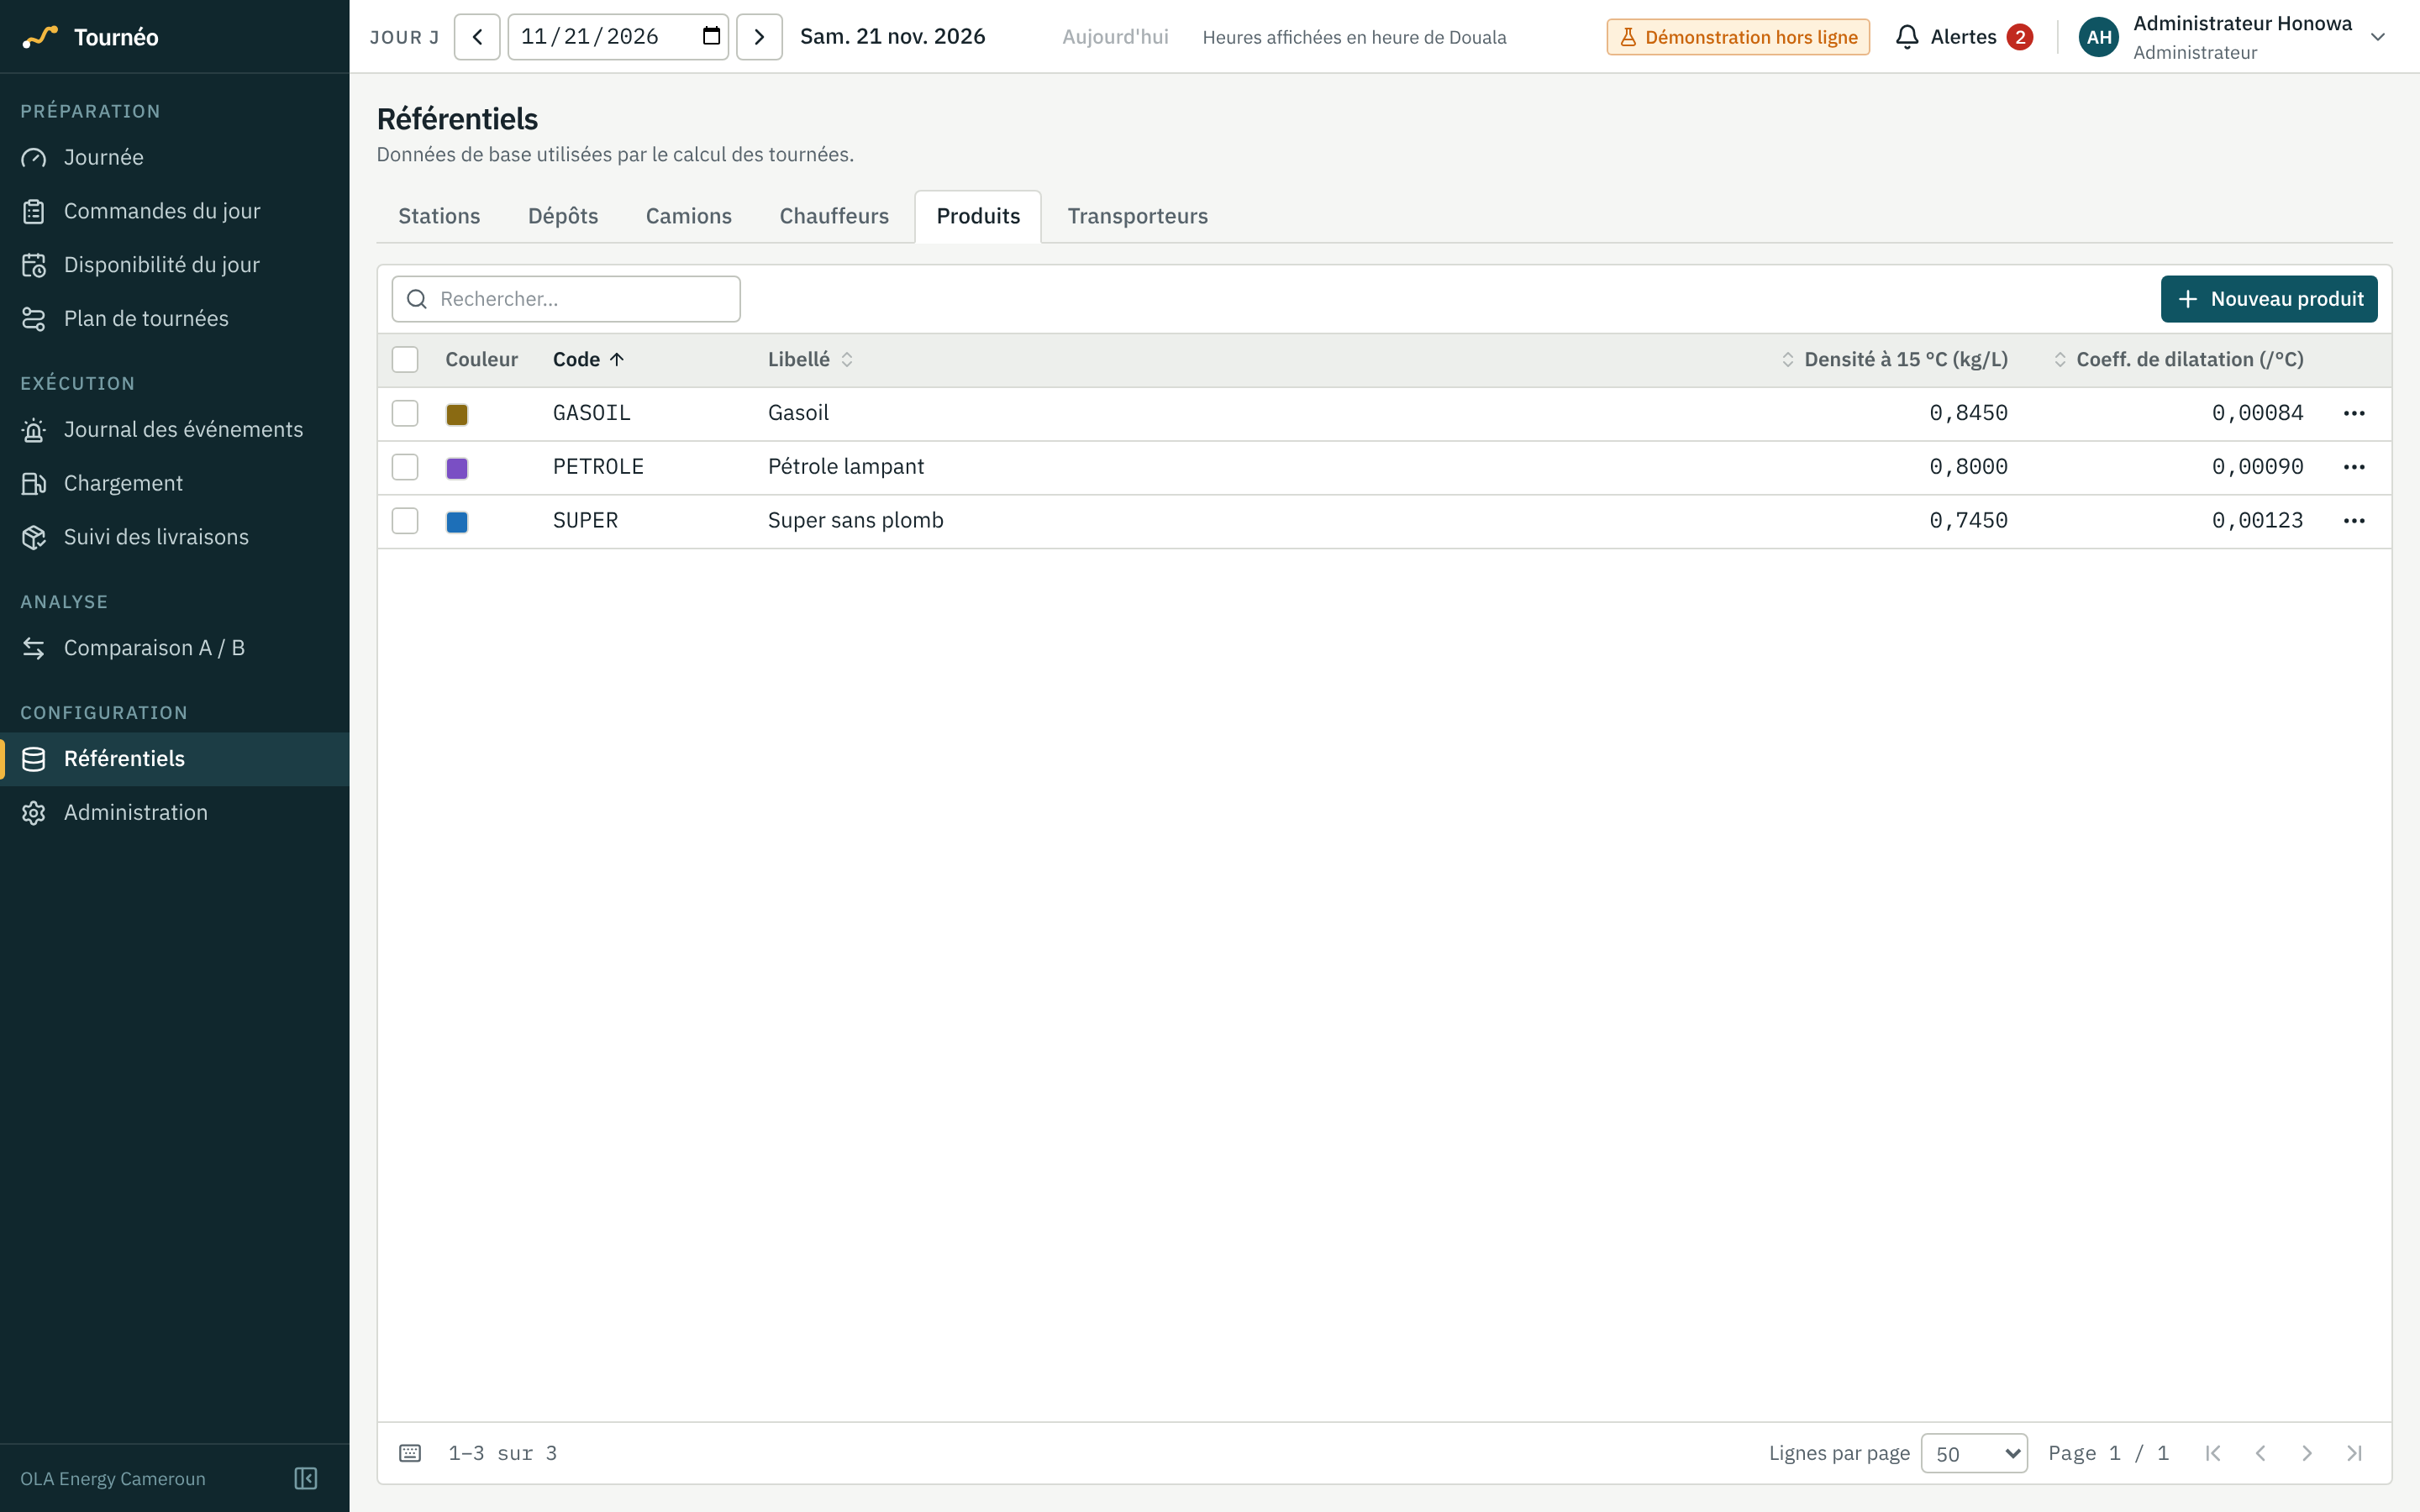 Tournéo
JOUR J
11/21/2026
Sam. 21 nov. 2026
Aujourd'hui
Heures affichées en heure de Douala
Démonstration hors ligne
Alertes 2
AH
Administrateur Honowa
Administrateur
PRÉPARATION
Journée
Commandes du jour
Disponibilité du jour
Plan de tournées
EXÉCUTION
Journal des événements
Chargement
Suivi des livraisons
ANALYSE
Comparaison A / B
CONFIGURATION
Référentiels
Administration
OLA Energy Cameroun
Référentiels
Données de base utilisées par le calcul des tournées.
Stations Dépôts Camions Chauffeurs Produits Transporteurs
Rechercher...
Nouveau produit
Couleur Code Libellé Densité à 15 °C (kg/L) Coeff. de dilatation (/°C)
GASOIL Gasoil 0,8450 0,00084
PETROLE Pétrole lampant 0,8000 0,00090
SUPER Super sans plomb 0,7450 0,00123
1–3 sur 3
Lignes par page 50 Page 1 / 1